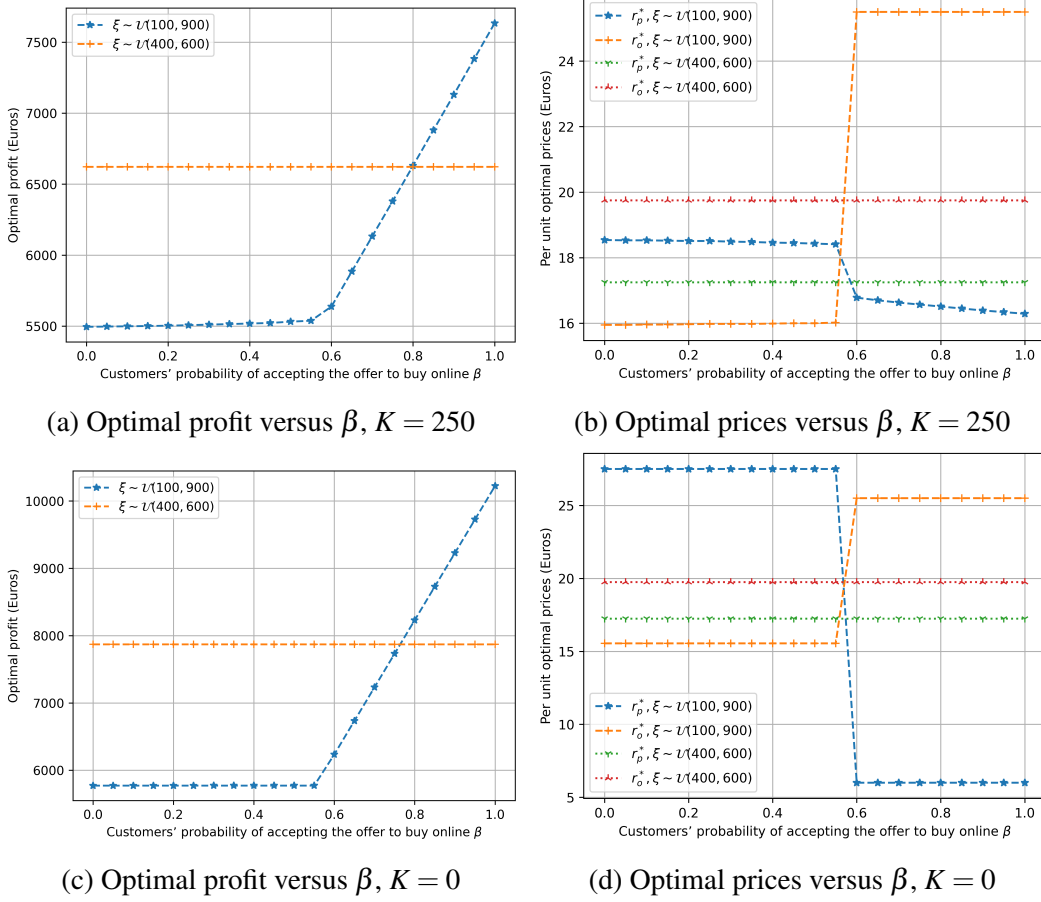 ξ ~ 𝒰(100, 900)
ξ ~ 𝒰(400, 600)
7500
7000
6500
6000
5500
Optimal profit (Euros)
0.0 0.2 0.4 0.6 0.8 1.0
Customers' probability of accepting the offer to buy online β
(a) Optimal profit versus β, K = 250
r_p^*, ξ ~ 𝒰(100, 900)
r_o^*, ξ ~ 𝒰(100, 900)
r_p^*, ξ ~ 𝒰(400, 600)
r_o^*, ξ ~ 𝒰(400, 600)
24
22
20
18
16
Per unit optimal prices (Euros)
0.0 0.2 0.4 0.6 0.8 1.0
Customers' probability of accepting the offer to buy online β
(b) Optimal prices versus β, K = 250
ξ ~ 𝒰(100, 900)
ξ ~ 𝒰(400, 600)
10000
9000
8000
7000
6000
Optimal profit (Euros)
0.0 0.2 0.4 0.6 0.8 1.0
Customers' probability of accepting the offer to buy online β
(c) Optimal profit versus β, K = 0
25
20
15
10
5
Per unit optimal prices (Euros)
r_p^*, ξ ~ 𝒰(100, 900)
r_o^*, ξ ~ 𝒰(100, 900)
r_p^*, ξ ~ 𝒰(400, 600)
r_o^*, ξ ~ 𝒰(400, 600)
0.0 0.2 0.4 0.6 0.8 1.0
Customers' probability of accepting the offer to buy online β
(d) Optimal prices versus β, K = 0